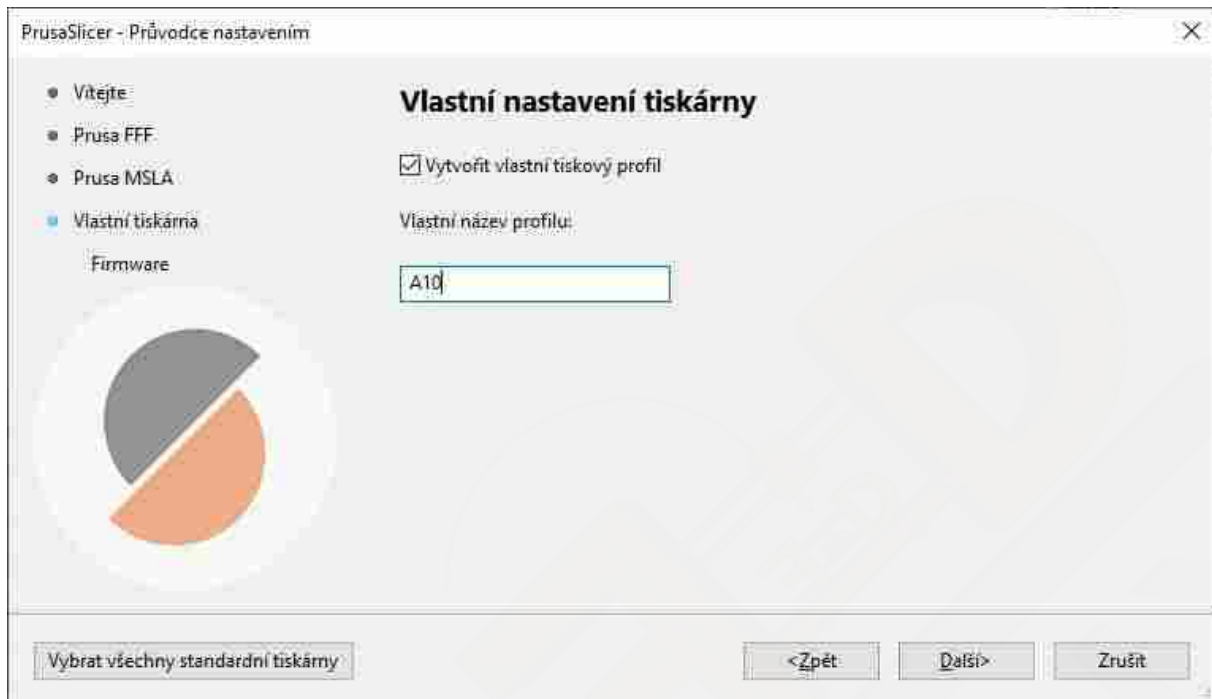 PrusaSlicer - Průvodce nastavením
Vítejte
Prusa FFF
Prusa MSLA
Vlastní tiskárna
Firmware
Vlastní nastavení tiskárny
Vytvořit vlastní tiskový profil
Vlastní název profilu:
A10
Vybrat všechny standardní tiskárny
<Zpět
Další>
Zrušit